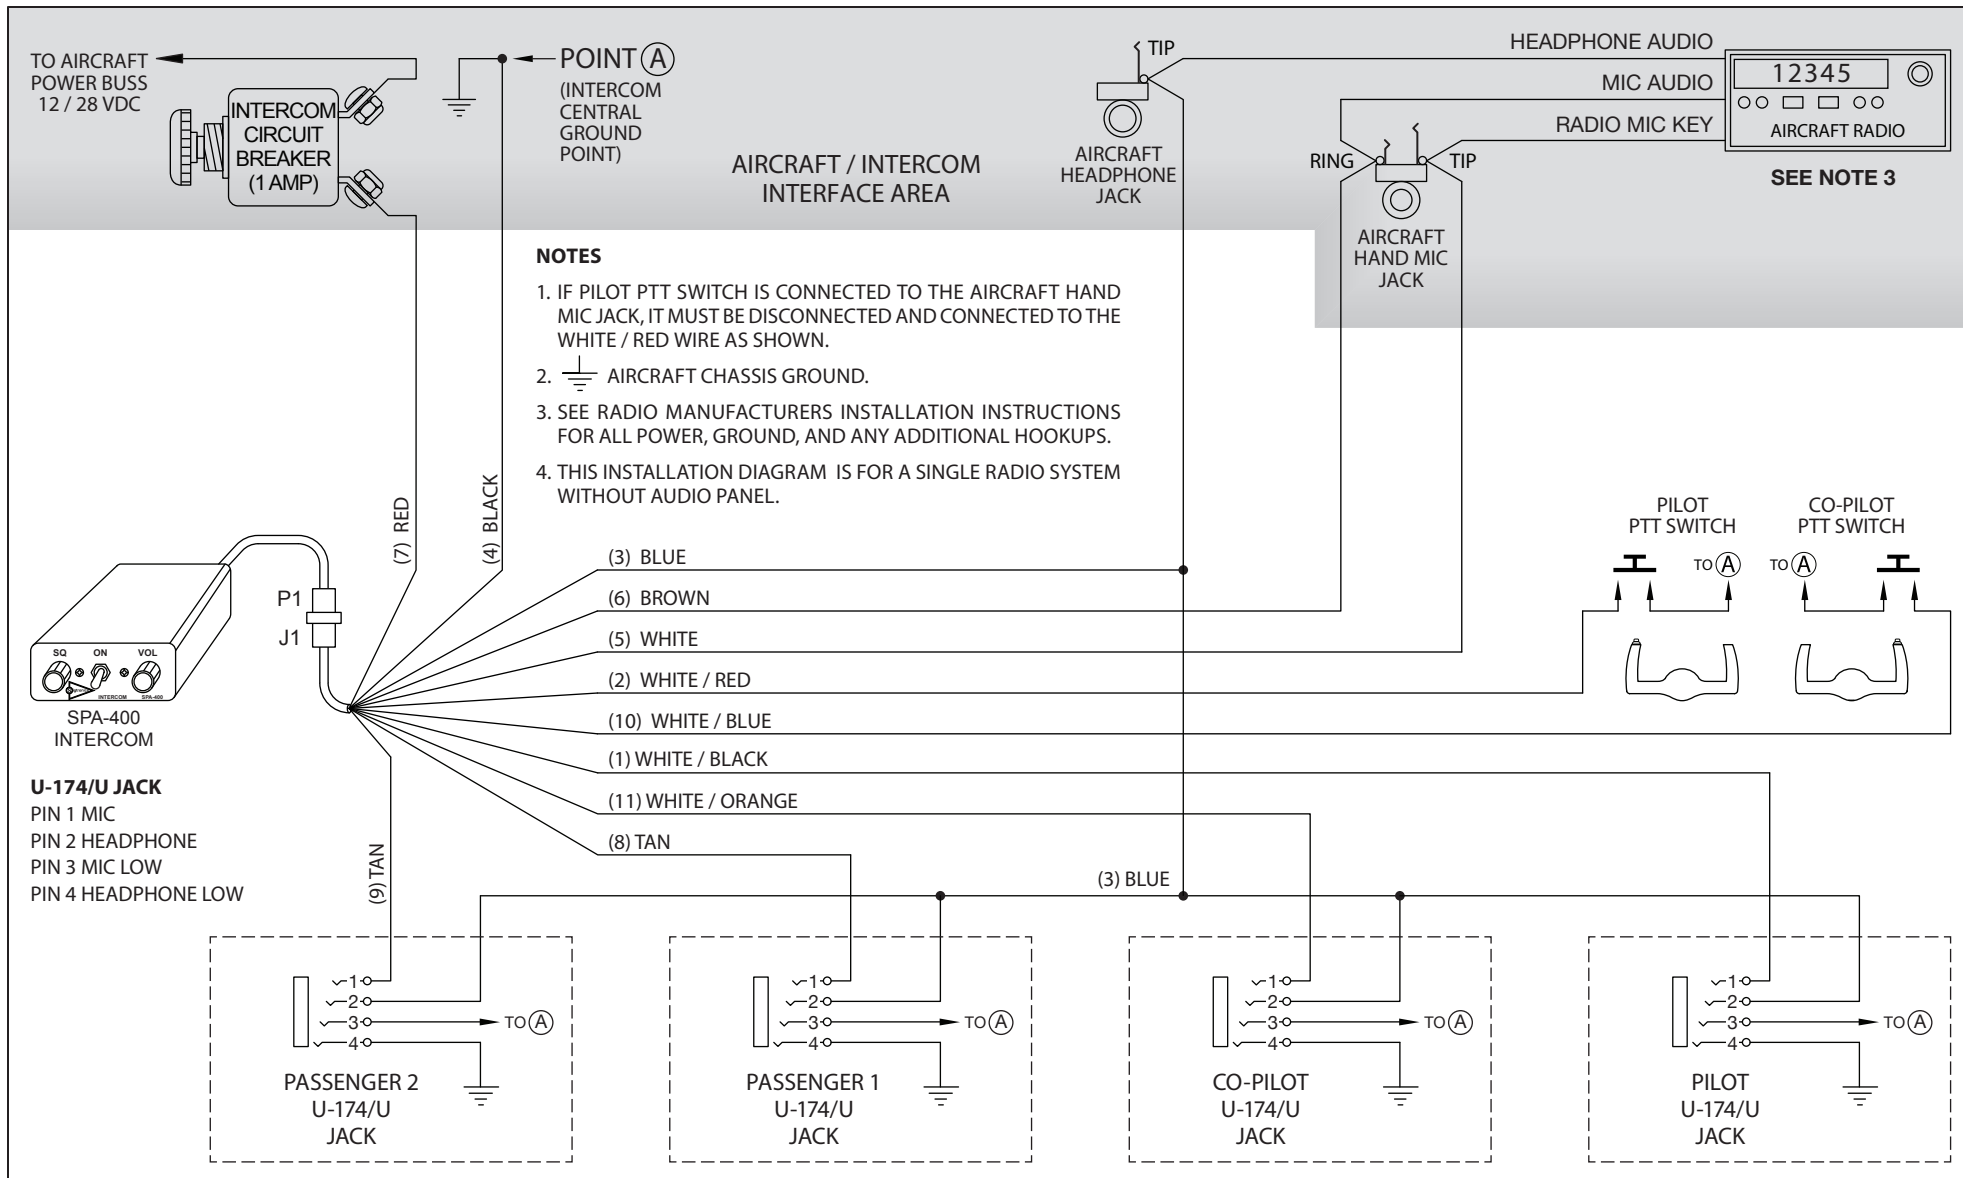 TO AIRCRAFT
POWER BUSS
12 / 28 VDC
INTERCOM
CIRCUIT
BREAKER
(1 AMP)
POINT A
(INTERCOM
CENTRAL
GROUND
POINT)
AIRCRAFT / INTERCOM
INTERFACE AREA
TIP
AIRCRAFT
HEADPHONE
JACK
HEADPHONE AUDIO
MIC AUDIO
RADIO MIC KEY
RING
TIP
AIRCRAFT
HAND MIC
JACK
12345
AIRCRAFT RADIO
SEE NOTE 3
NOTES
1. IF PILOT PTT SWITCH IS CONNECTED TO THE AIRCRAFT HAND
MIC JACK, IT MUST BE DISCONNECTED AND CONNECTED TO THE
WHITE / RED WIRE AS SHOWN.
2. AIRCRAFT CHASSIS GROUND.
3. SEE RADIO MANUFACTURERS INSTALLATION INSTRUCTIONS
FOR ALL POWER, GROUND, AND ANY ADDITIONAL HOOKUPS.
4. THIS INSTALLATION DIAGRAM IS FOR A SINGLE RADIO SYSTEM
WITHOUT AUDIO PANEL.
(7) RED
(4) BLACK
(3) BLUE
(6) BROWN
(5) WHITE
(2) WHITE / RED
(10) WHITE / BLUE
(1) WHITE / BLACK
(11) WHITE / ORANGE
(8) TAN
(9) TAN
(3) BLUE
PILOT
PTT SWITCH
CO-PILOT
PTT SWITCH
TO A
TO A
P1
J1
SQ ON VOL
INTERCOM SPA-400
SPA-400
INTERCOM
U-174/U JACK
PIN 1 MIC
PIN 2 HEADPHONE
PIN 3 MIC LOW
PIN 4 HEADPHONE LOW
1
2
3
4
TO A
PASSENGER 2
U-174/U
JACK
1
2
3
4
TO A
PASSENGER 1
U-174/U
JACK
1
2
3
4
TO A
CO-PILOT
U-174/U
JACK
1
2
3
4
TO A
PILOT
U-174/U
JACK